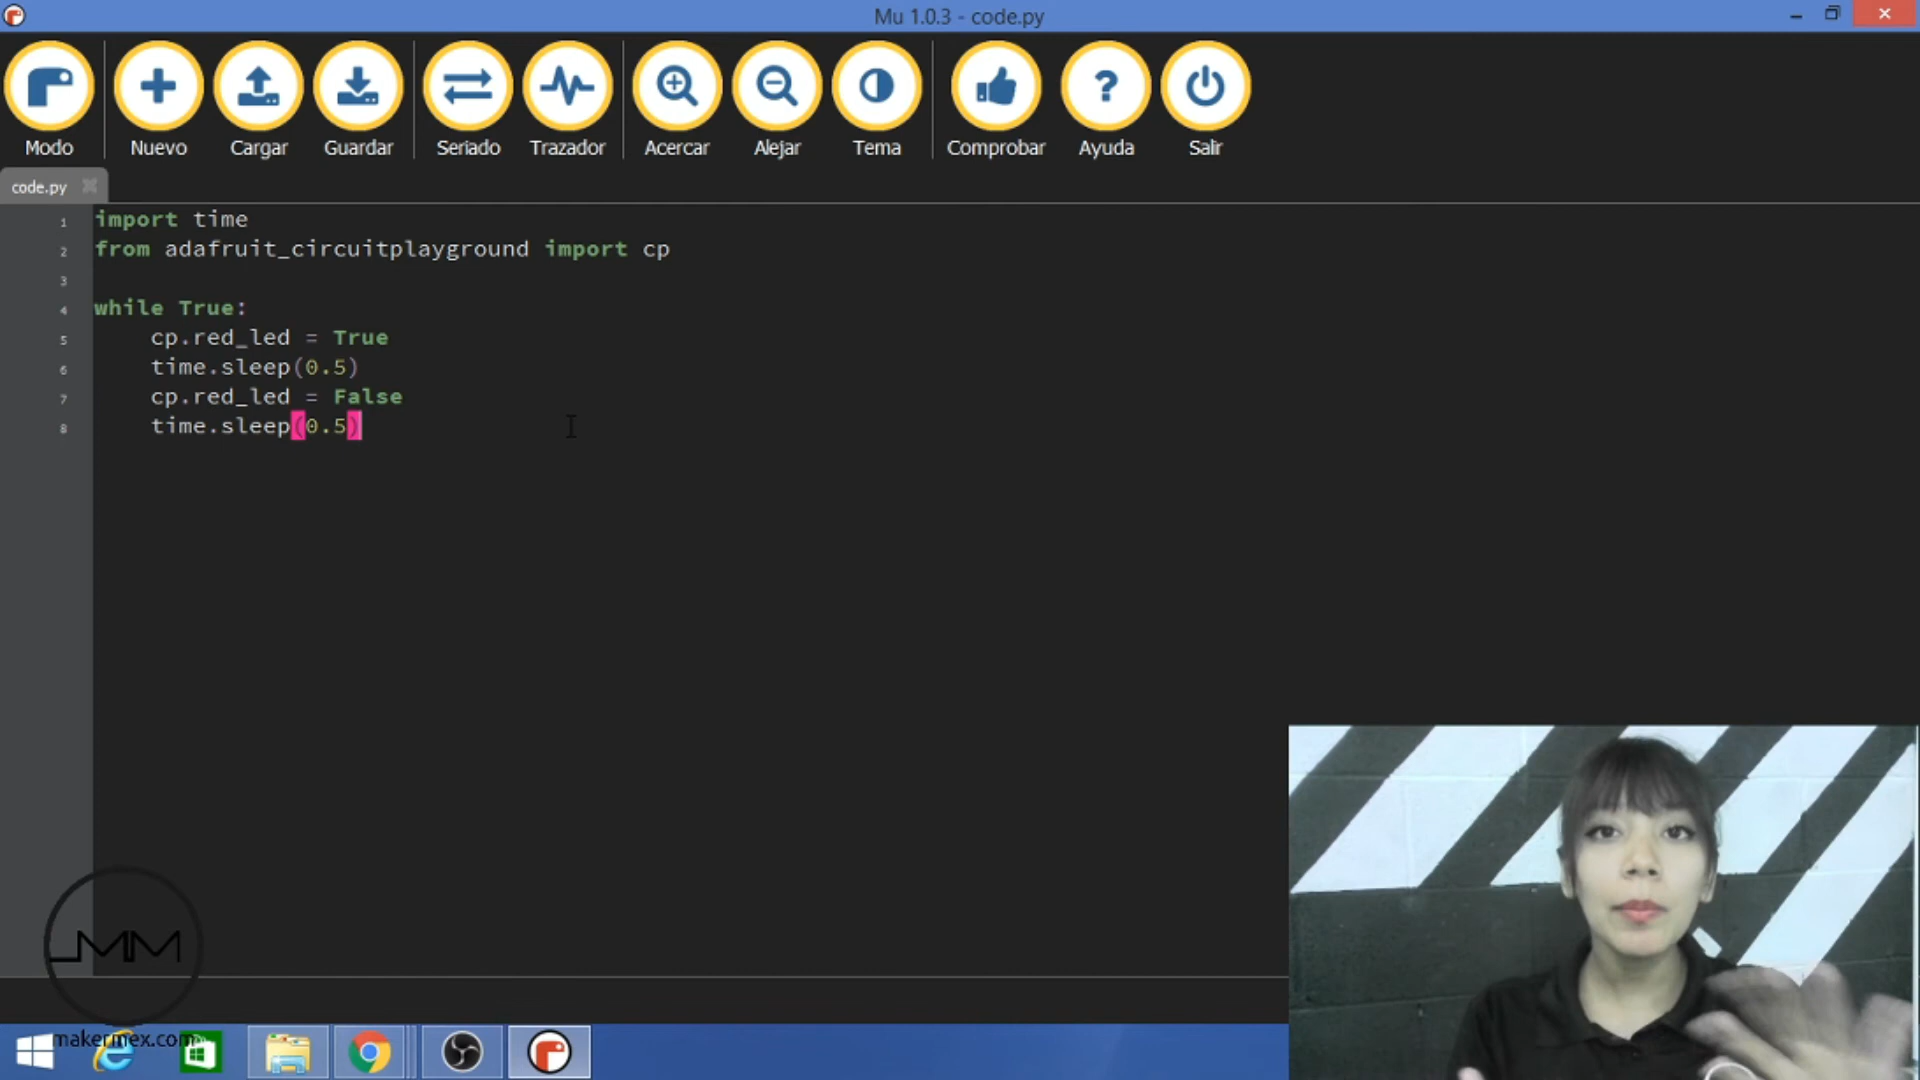 Mu 1.0.3 - code.py
Modo
Nuevo
Cargar
Guardar
Seriado
Trazador
Acercar
Alejar
Tema
Comprobar
Ayuda
Salir
code.py
1 import time
2 from adafruit_circuitplayground import cp
3
4 while True:
5 cp.red_led = True
6 time.sleep(0.5)
7 cp.red_led = False
8 time.sleep(0.5)
MM
makermex.com